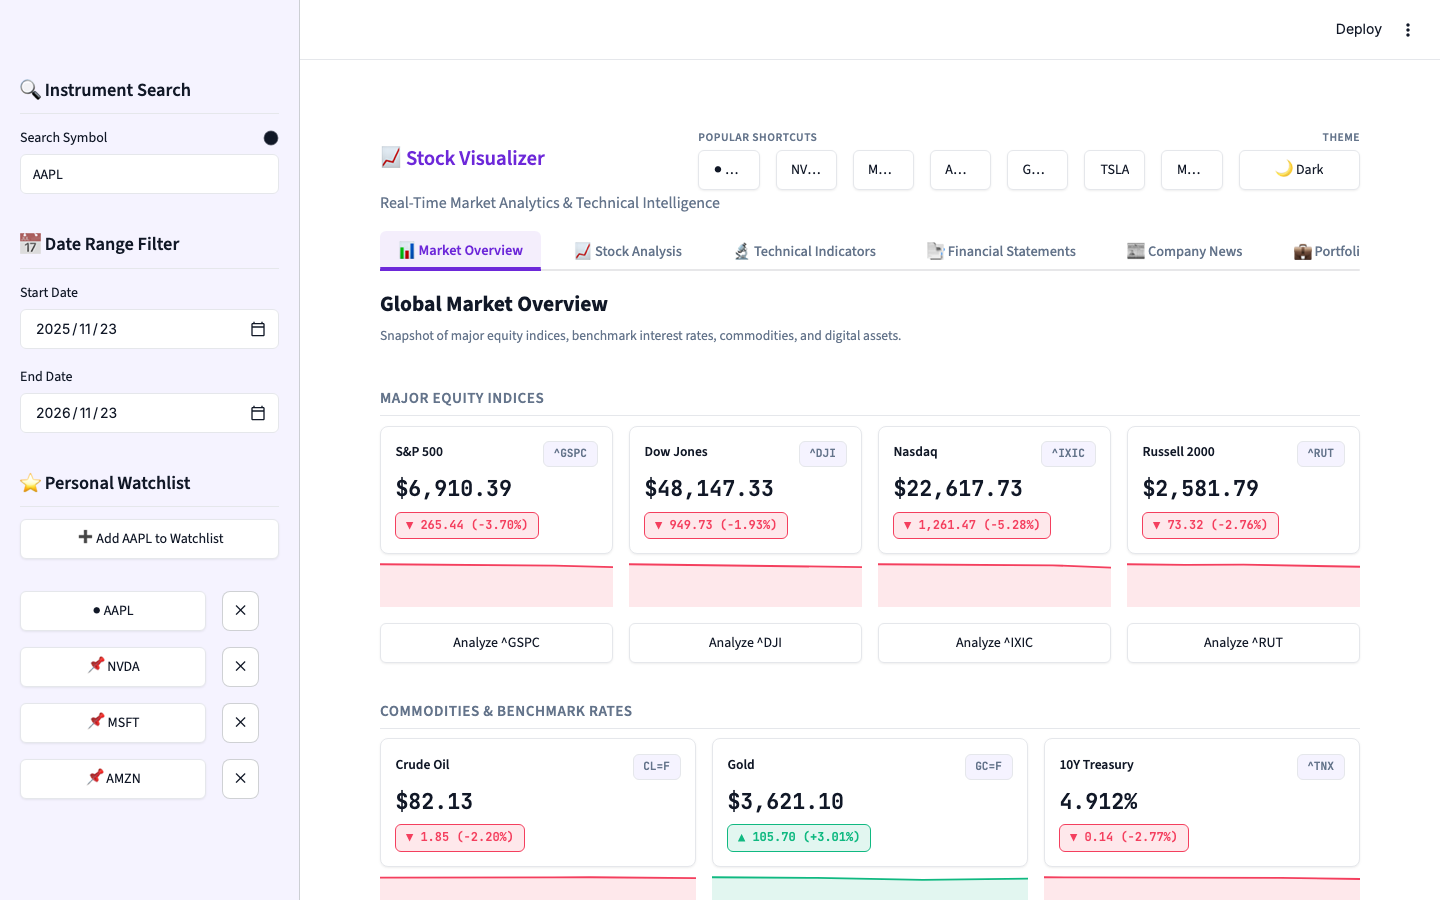 Deploy
🔍 Instrument Search
Search Symbol
AAPL
📅 Date Range Filter
Start Date
2025/11/23
End Date
2026/11/23
⭐ Personal Watchlist
➕ Add AAPL to Watchlist
● AAPL
📌 NVDA
📌 MSFT
📌 AMZN
📈 Stock Visualizer
Real-Time Market Analytics & Technical Intelligence
POPULAR SHORTCUTS
● … NV… M… A… G… TSLA M…
THEME
🌙 Dark
📊 Market Overview 📈 Stock Analysis 🔬 Technical Indicators 📑 Financial Statements 📰 Company News 💼 Portfoli
Global Market Overview
Snapshot of major equity indices, benchmark interest rates, commodities, and digital assets.
MAJOR EQUITY INDICES
S&P 500 ^GSPC
$6,910.39
▼ 265.44 (-3.70%)
Analyze ^GSPC
Dow Jones ^DJI
$48,147.33
▼ 949.73 (-1.93%)
Analyze ^DJI
Nasdaq ^IXIC
$22,617.73
▼ 1,261.47 (-5.28%)
Analyze ^IXIC
Russell 2000 ^RUT
$2,581.79
▼ 73.32 (-2.76%)
Analyze ^RUT
COMMODITIES & BENCHMARK RATES
Crude Oil CL=F
$82.13
▼ 1.85 (-2.20%)
Gold GC=F
$3,621.10
▲ 105.70 (+3.01%)
10Y Treasury ^TNX
4.912%
▼ 0.14 (-2.77%)